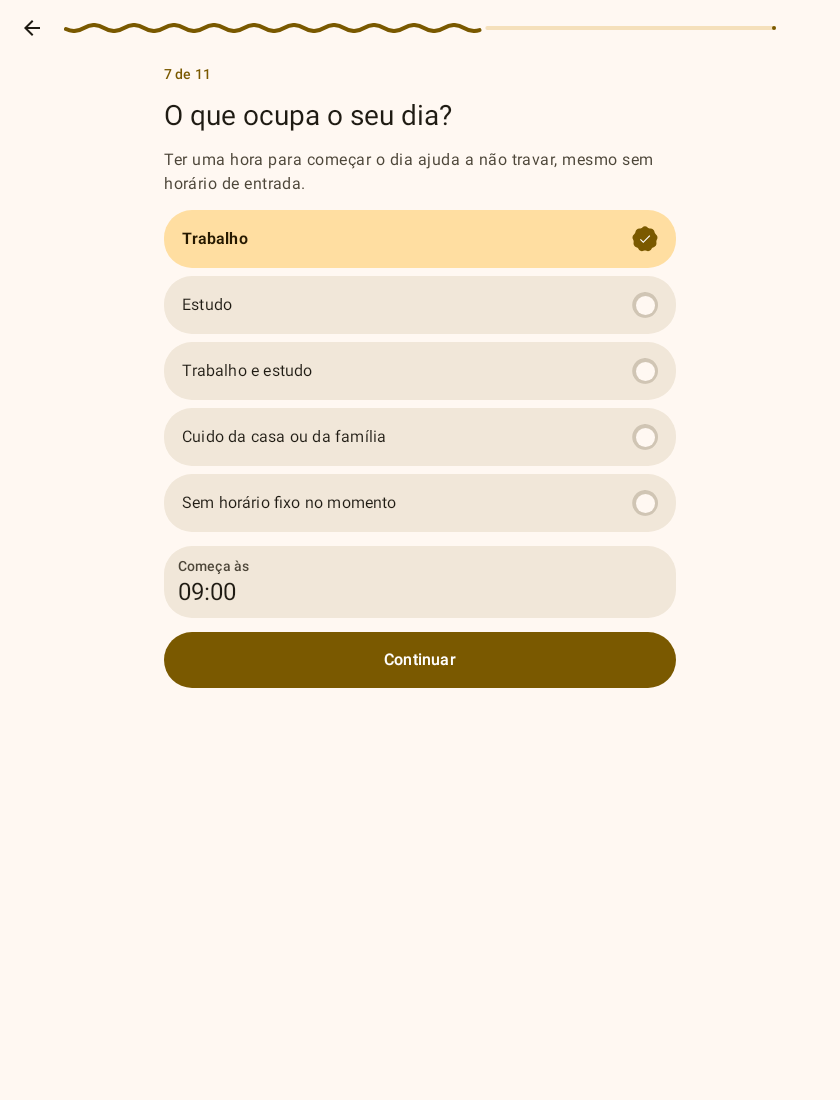 7 de 11
O que ocupa o seu dia?
Ter uma hora para começar o dia ajuda a não travar, mesmo sem
horário de entrada.
Trabalho
Estudo
Trabalho e estudo
Cuido da casa ou da família
Sem horário fixo no momento
Começa às
09:00
Continuar